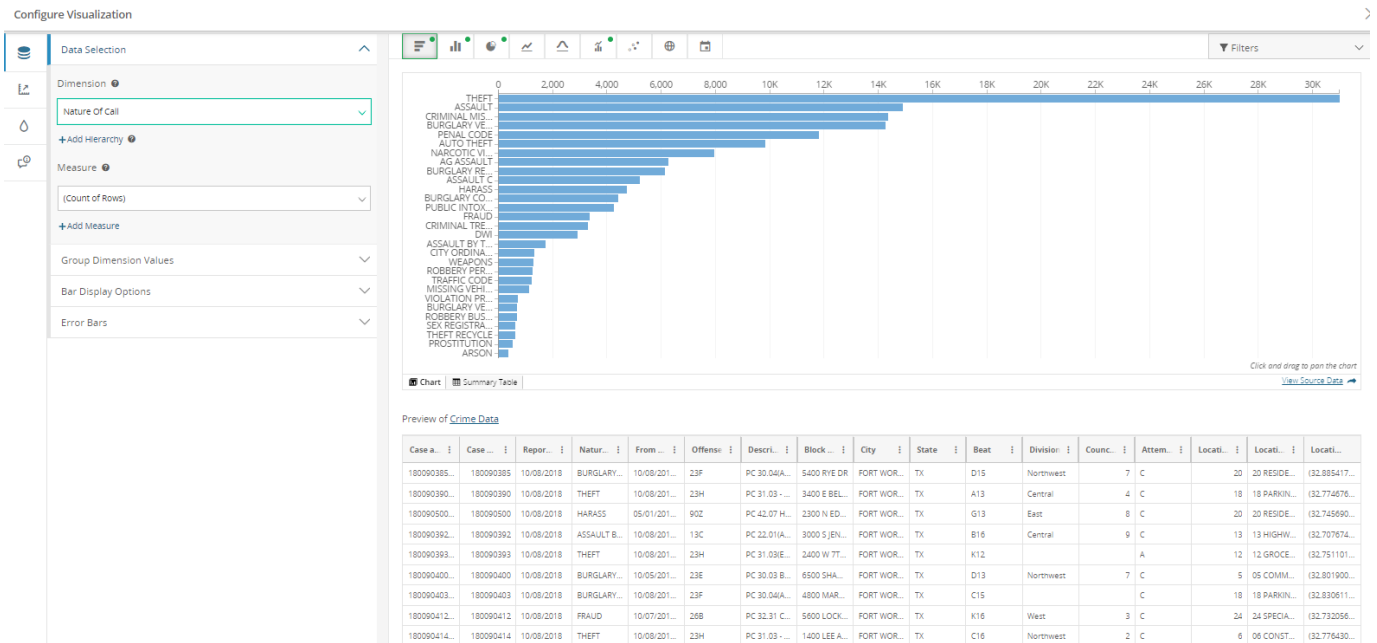 Configure Visualization
Data Selection
Filters
Dimension
Nature Of Call
+Add Hierarchy
Measure
(Count of Rows)
+Add Measure
Group Dimension Values
Bar Display Options
Error Bars
0 2,000 4,000 6,000 8,000 10K 12K 14K 16K 18K 20K 22K 24K 26K 28K 30K
THEFT
ASSAULT
CRIMINAL MIS...
BURGLARY VE...
PENAL CODE
AUTO THEFT
NARCOTIC VI...
AG ASSAULT
BURGLARY RE...
ASSAULT C
HARASS
BURGLARY CO...
PUBLIC INTOX...
FRAUD
CRIMINAL TRE...
DWI
ASSAULT BY T...
CITY ORDINA...
WEAPONS
ROBBERY PER...
TRAFFIC CODE
MISSING VEHI...
VIOLATION PR...
BURGLARY VE...
ROBBERY BUS...
SEX REGISTRA...
THEFT RECYCLE
PROSTITUTION
ARSON
Click and drag to pan the chart
Chart Summary Table View Source Data
Preview of Crime Data
Case a... Case ... Repor... Natur... From ... Offense Descri... Block ... City State Beat Division Counc... Attem... Locati... Locati... Locati...
180090385... 180090385 10/08/2018 BURGLARY... 10/08/201... 23F PC 30.04(A... 5400 RYE DR FORT WOR... TX D15 Northwest 7 C 20 20 RESIDE... (32.885417...
180090390... 180090390 10/08/2018 THEFT 10/08/201... 23H PC 31.03 - ... 3400 E BEL... FORT WOR... TX A13 Central 4 C 18 18 PARKIN... (32.774676...
180090500... 180090500 10/08/2018 HARASS 05/01/201... 90Z PC 42.07 H... 2300 N ED... FORT WOR... TX G13 East 8 C 20 20 RESIDE... (32.745690...
180090392... 180090392 10/08/2018 ASSAULT B... 10/08/201... 13C PC 22.01(A... 3000 S JEN... FORT WOR... TX B16 Central 9 C 13 13 HIGHW... (32.707674...
180090393... 180090393 10/08/2018 THEFT 10/08/201... 23H PC 31.03(E... 2400 W 7T... FORT WOR... TX K12 A 12 12 GROCE... (32.751101...
180090400... 180090400 10/08/2018 BURGLARY... 10/05/201... 23E PC 30.03 B... 6500 SHA... FORT WOR... TX D13 Northwest 7 C 5 05 COMM... (32.801900...
180090403... 180090403 10/08/2018 BURGLARY... 10/08/201... 23F PC 30.04(A... 4800 MAR... FORT WOR... TX C15 C 18 18 PARKIN... (32.830611...
180090412... 180090412 10/08/2018 FRAUD 10/07/201... 26B PC 32.31 C... 5600 LOCK... FORT WOR... TX K16 West 3 C 24 24 SPECIA... (32.732056...
180090414... 180090414 10/08/2018 THEFT 10/08/201... 23H PC 31.03 - ... 1400 LEE A... FORT WOR... TX C16 Northwest 2 C 6 06 CONST... (32.776430...